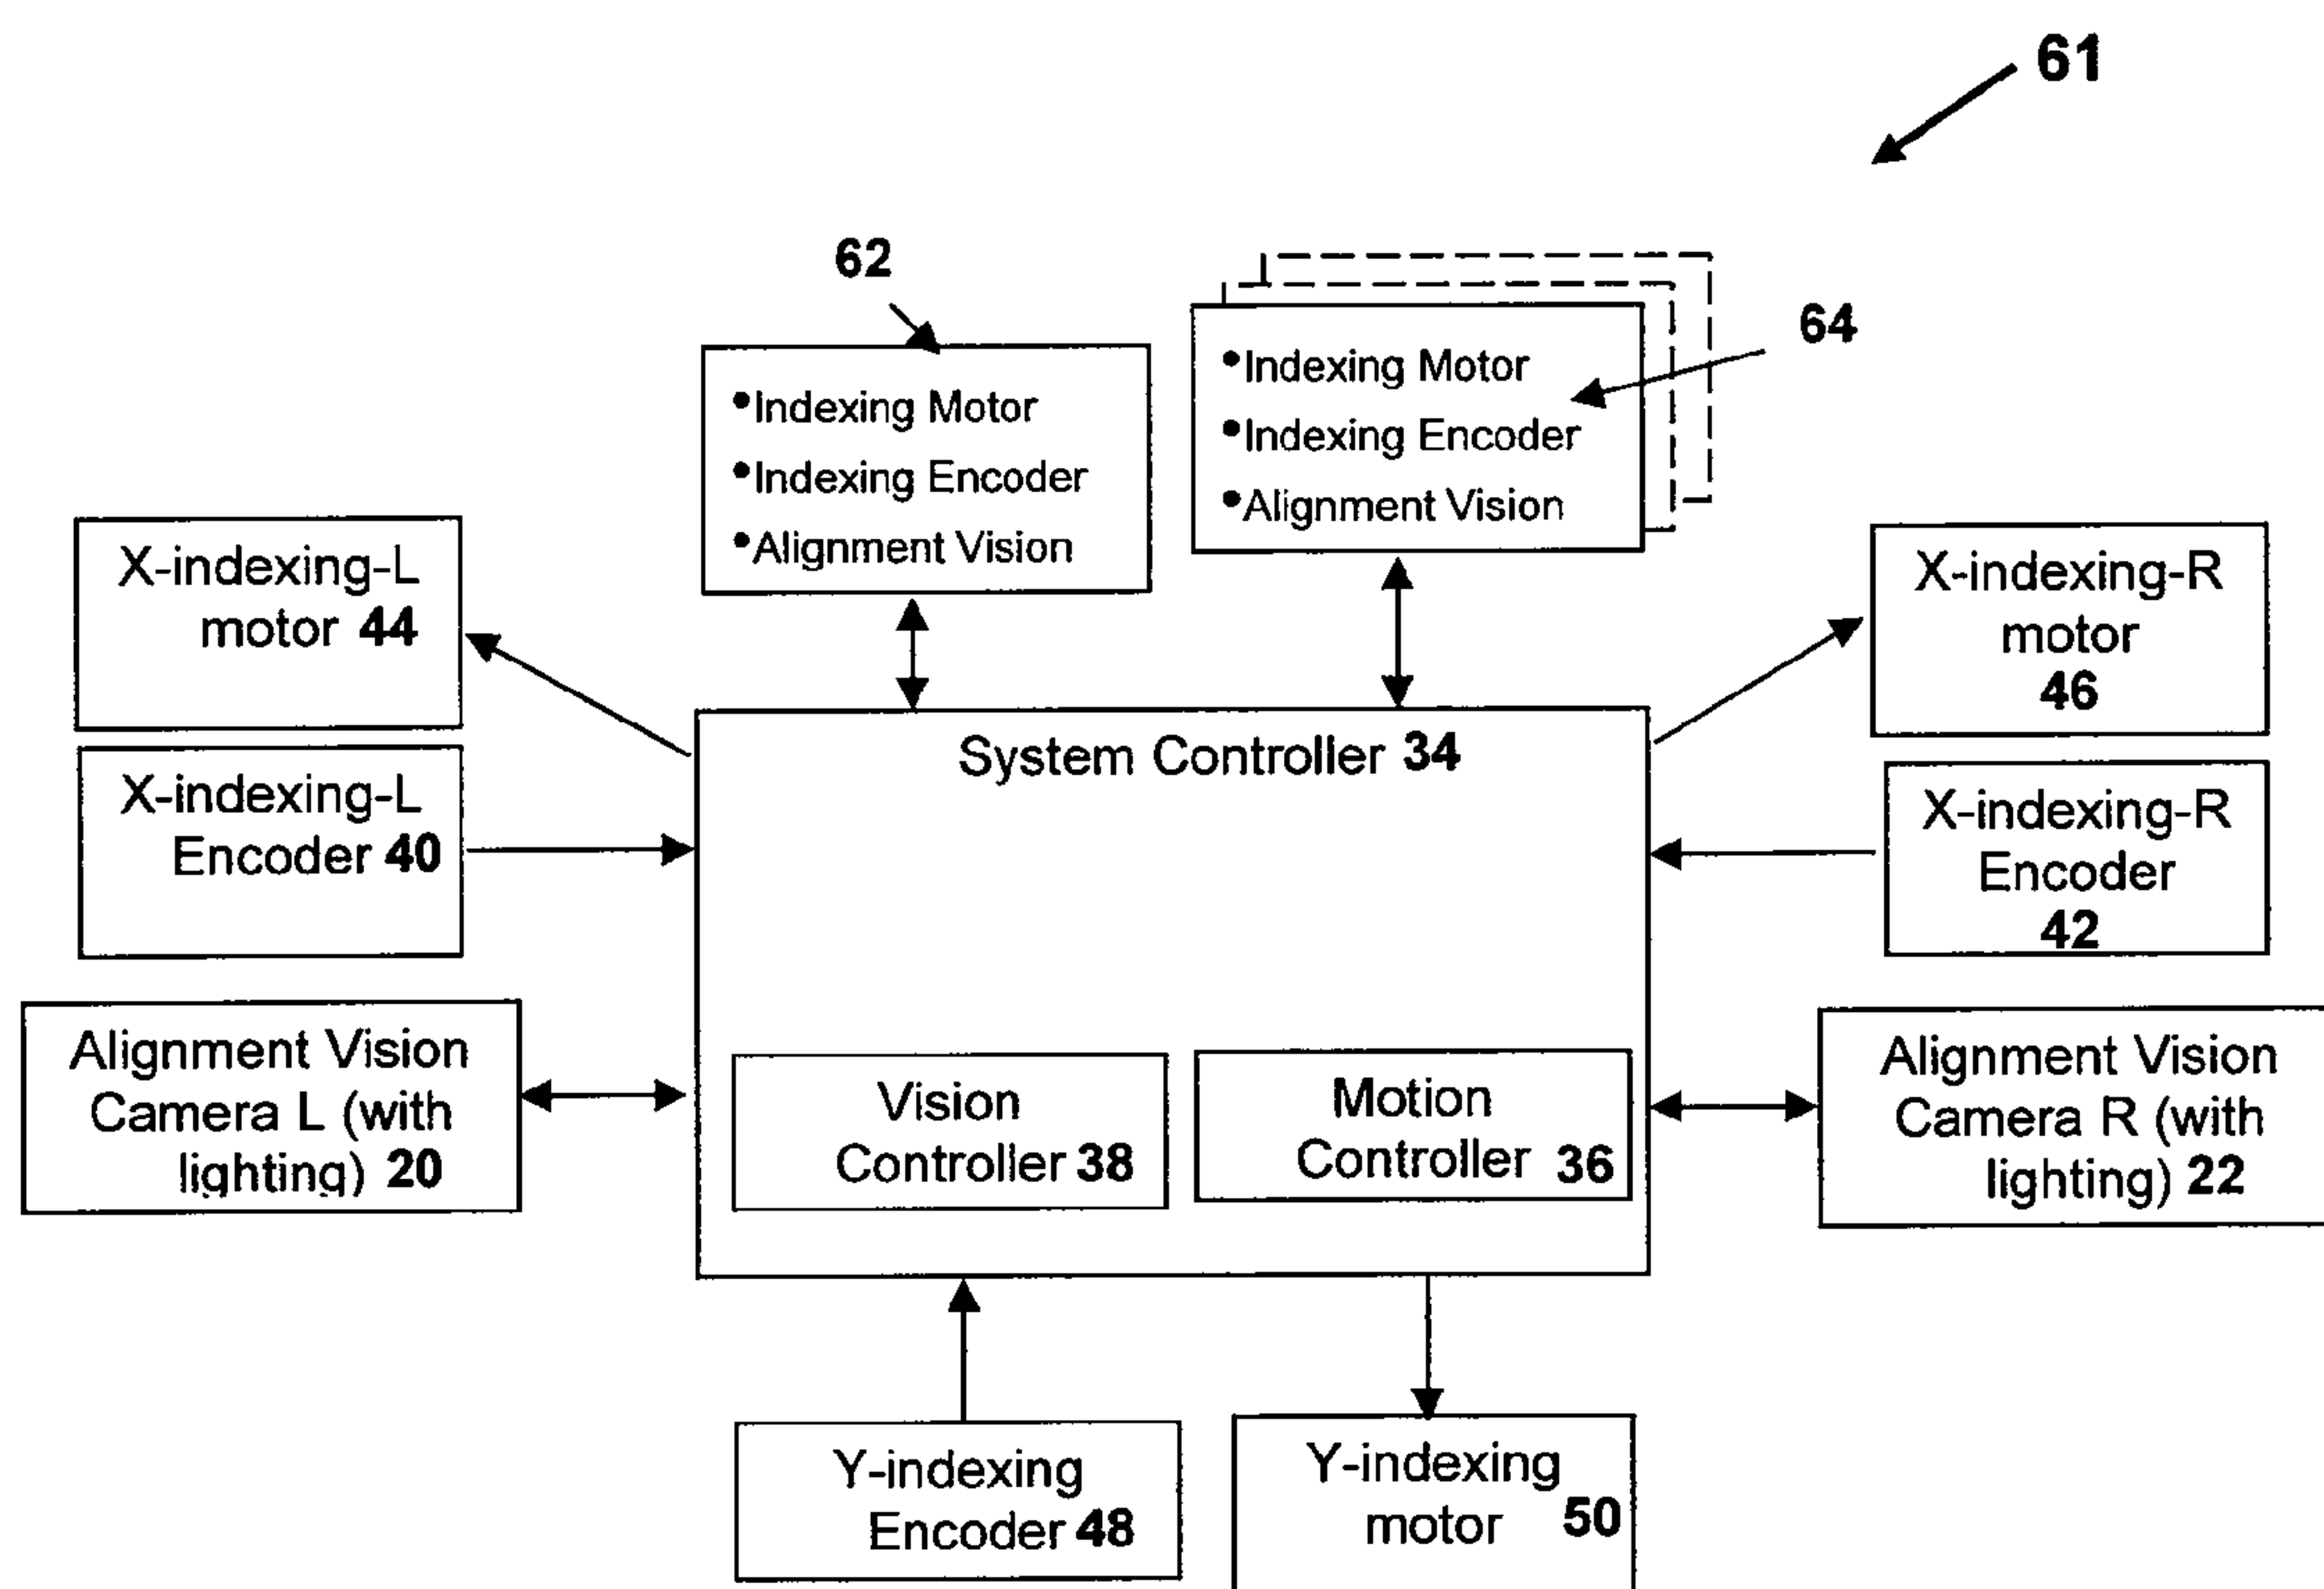 61
62
•Indexing Motor
•Indexing Encoder
•Alignment Vision
64
•Indexing Motor
•Indexing Encoder
•Alignment Vision
X-indexing-L
motor 44
X-indexing-R
motor
46
System Controller 34
X-indexing-L
Encoder 40
X-indexing-R
Encoder
42
Alignment Vision
Camera L (with
lighting) 20
Vision
Controller 38
Motion
Controller 36
Alignment Vision
Camera R (with
lighting) 22
Y-indexing
Encoder 48
Y-indexing
motor 50